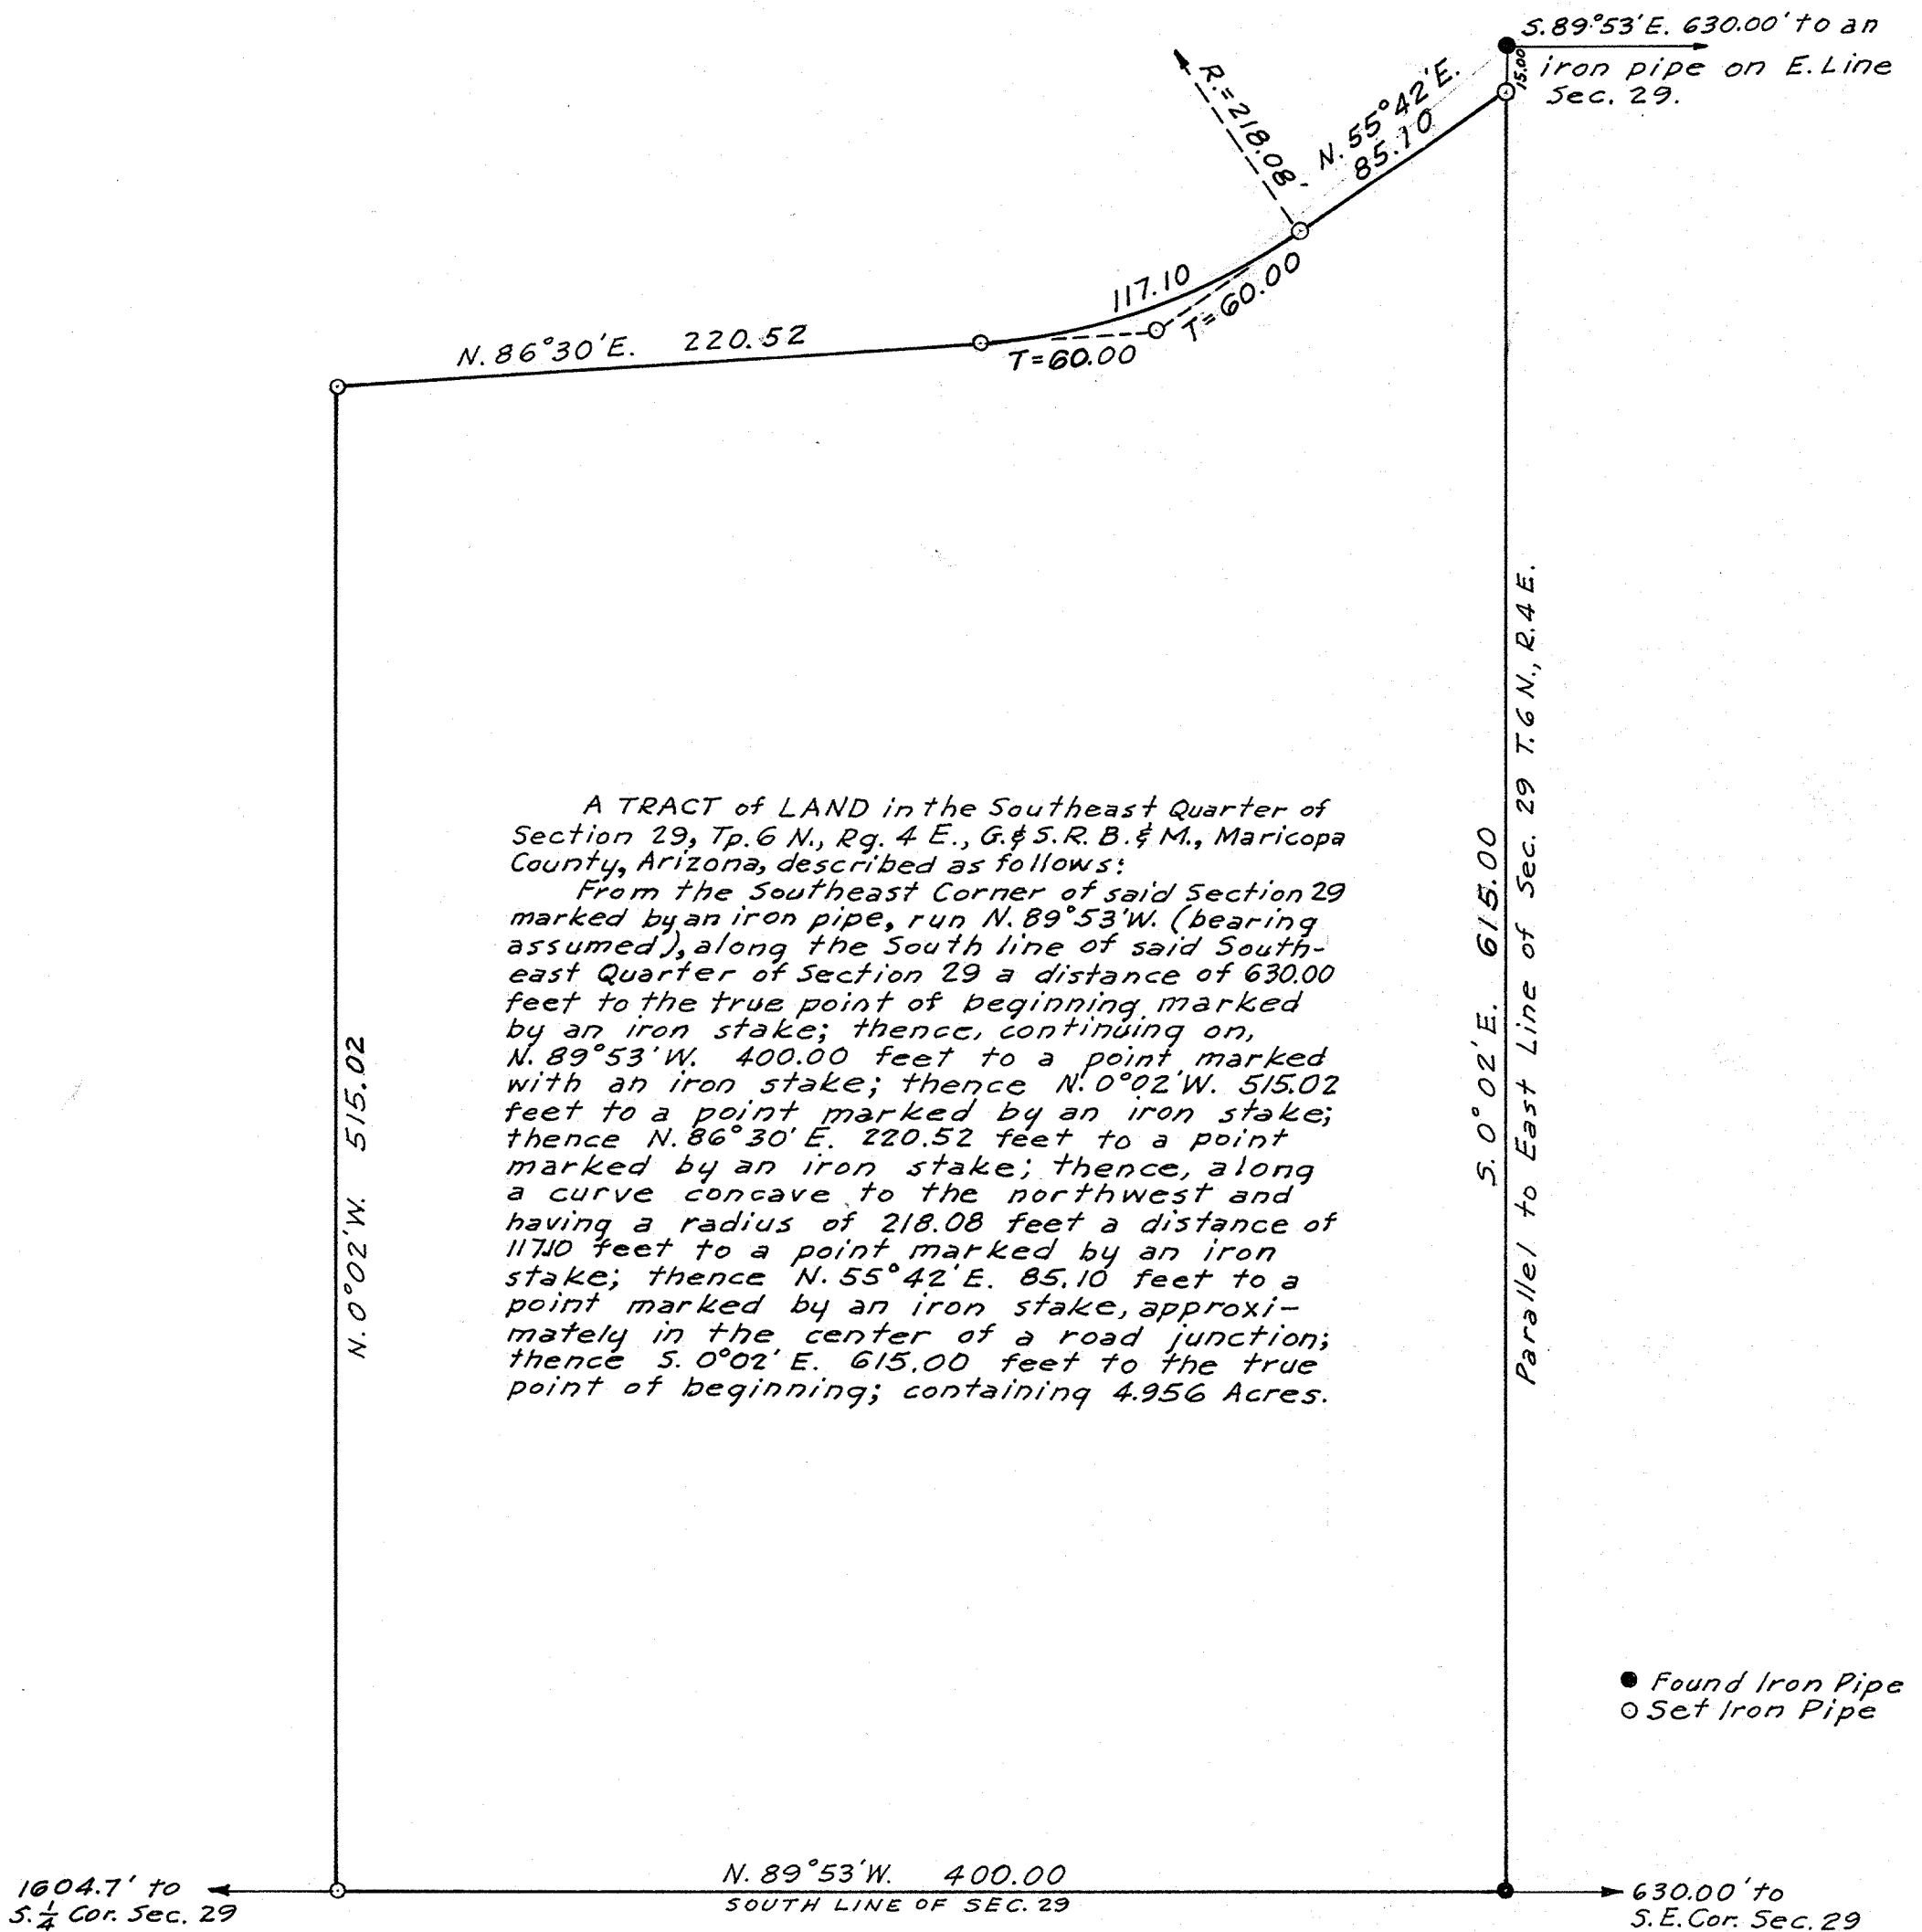 S. 89°53'E. 630.00' to an
iron pipe on E. Line
Sec. 29.
15.00
R.= 218.08'
N. 55°42'E.
85.10
117.10
T=60.00
T=60.00
N. 86°30'E. 220.52
A TRACT of LAND in the Southeast Quarter of
Section 29, Tp. 6 N., Rg. 4 E., G. & S. R. B. & M., Maricopa
County, Arizona, described as follows:
From the Southeast Corner of said Section 29
marked by an iron pipe, run N. 89°53'W. (bearing
assumed), along the South line of said South-
east Quarter of Section 29 a distance of 630.00
feet to the true point of beginning marked
by an iron stake; thence, continuing on,
N. 89°53'W. 400.00 feet to a point marked
with an iron stake; thence N. 0°02'W. 515.02
feet to a point marked by an iron stake;
thence N. 86°30' E. 220.52 feet to a point
marked by an iron stake; thence, along
a curve concave to the northwest and
having a radius of 218.08 feet a distance of
117.10 feet to a point marked by an iron
stake; thence N. 55°42'E. 85.10 feet to a
point marked by an iron stake, approxi-
mately in the center of a road junction;
thence S. 0°02' E. 615.00 feet to the true
point of beginning; containing 4.956 Acres.
N. 0°02'W. 515.02
S. 0°02'E. 615.00
Parallel to East Line of Sec. 29 T. 6 N., R. 4 E.
● Found Iron Pipe
⊙ Set Iron Pipe
N. 89°53'W. 400.00
SOUTH LINE OF SEC. 29
1604.7' to
S. 1/4 Cor. Sec. 29
630.00' to
S. E. Cor. Sec. 29